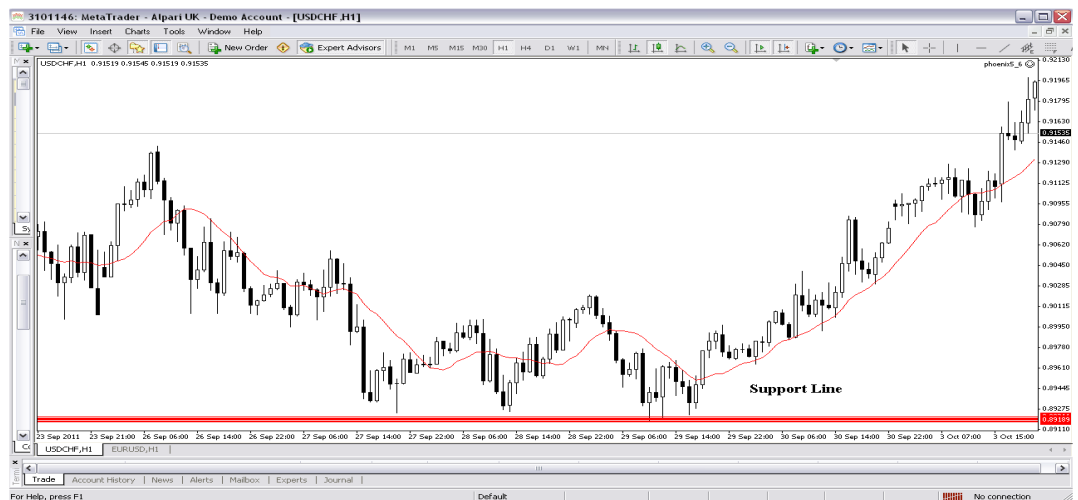 3101146: MetaTrader - Alpari UK - Demo Account - [USDCHF,H1]
File View Insert Charts Tools Window Help
New Order Expert Advisors M1 M5 M15 M30 H1 H4 D1 W1 MN
USDCHF,H1 0.91519 0.91545 0.91519 0.91535
phoenix5_6
0.92130
0.91965
0.91795
0.91630
0.91535
0.91460
0.91290
0.91125
0.90955
0.90790
0.90620
0.90450
0.90285
0.90115
0.89950
0.89780
0.89610
0.89445
0.89275
0.89189
0.89110
Support Line
23 Sep 2011 23 Sep 21:00 26 Sep 06:00 26 Sep 14:00 26 Sep 22:00 27 Sep 06:00 27 Sep 14:00 27 Sep 22:00 28 Sep 06:00 28 Sep 14:00 28 Sep 22:00 29 Sep 06:00 29 Sep 14:00 29 Sep 22:00 30 Sep 06:00 30 Sep 14:00 30 Sep 22:00 3 Oct 07:00 3 Oct 15:00
USDCHF,H1 EURUSD,H1
Trade Account History News Alerts Mailbox Experts Journal
For Help, press F1 Default No connection